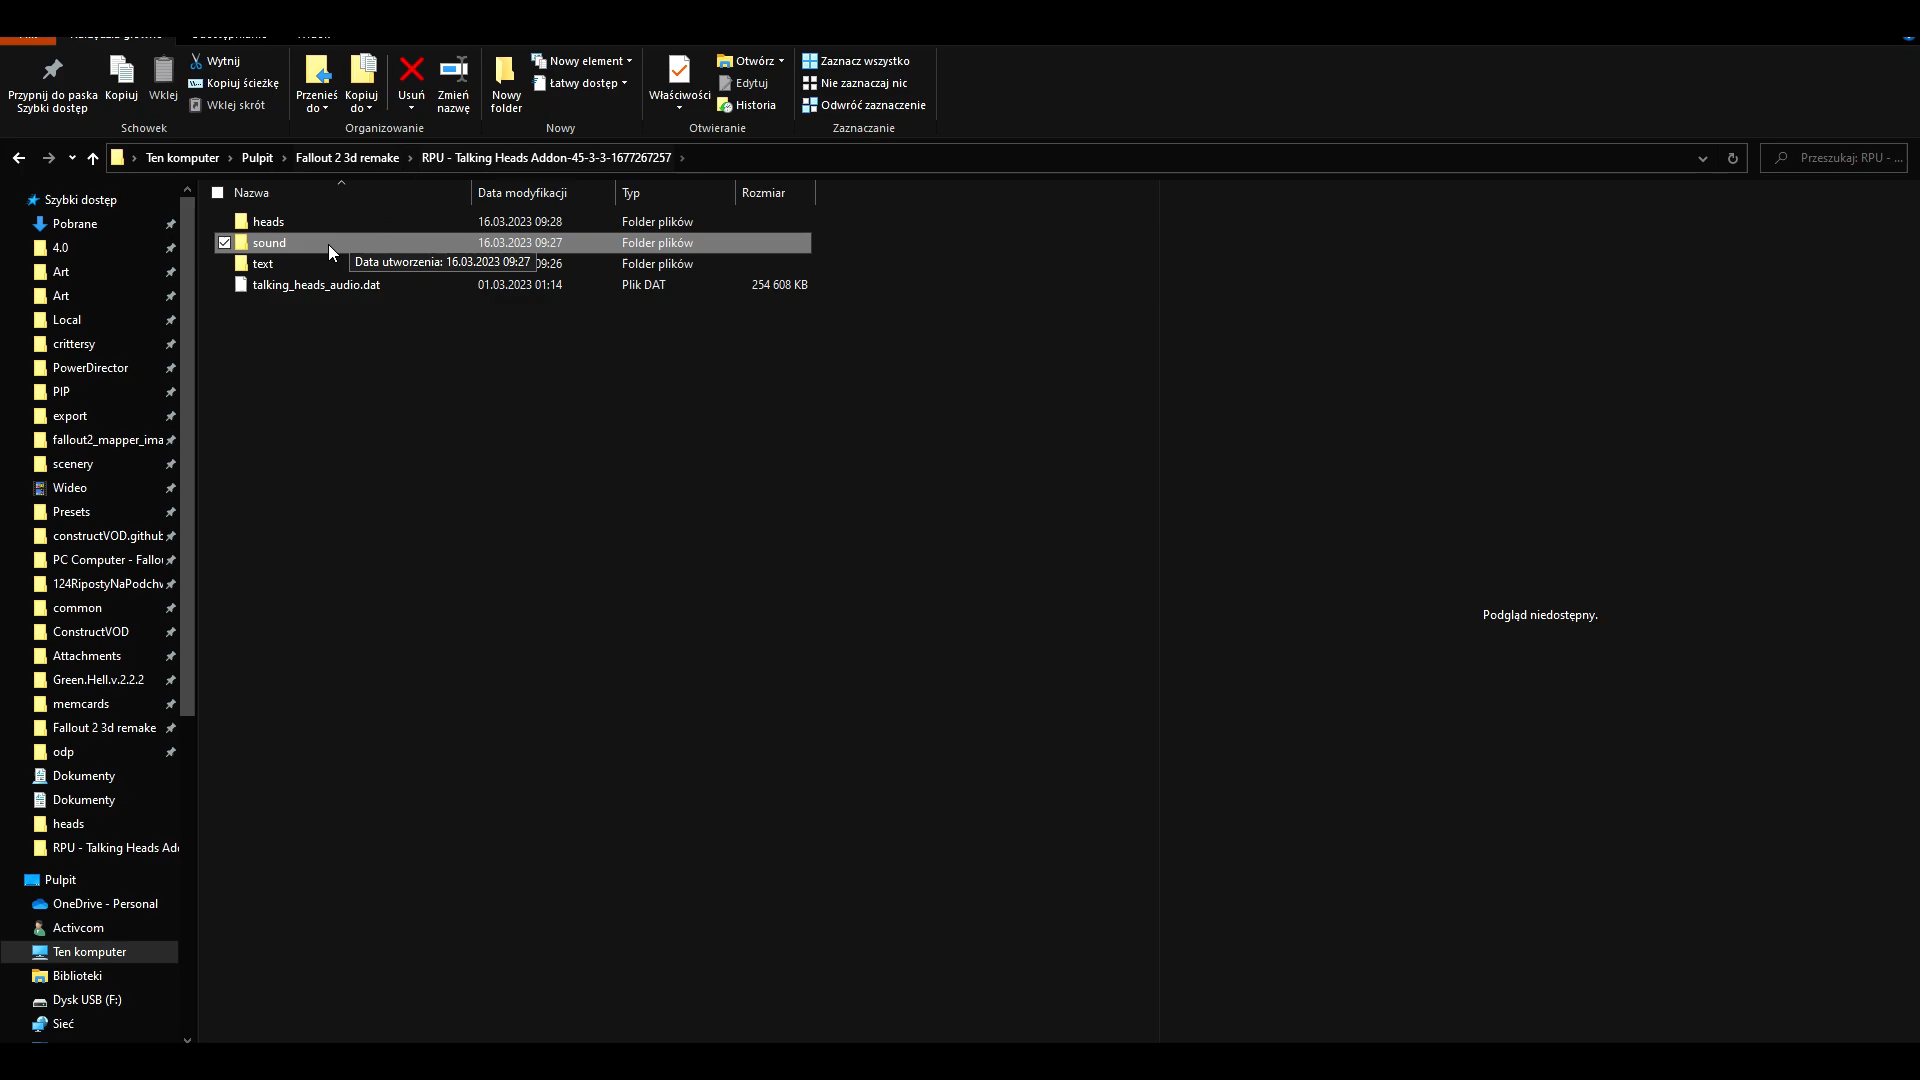 Przypnij do paska
Szybki dostęp
Kopiuj
Wklej
Wytnij
Kopiuj ścieżkę
Wklej skrót
Schowek
Przenieś
do
Kopiuj
do
Usuń
Zmień
nazwę
Organizowanie
Nowy
folder
Nowy element
Łatwy dostęp
Nowy
Właściwości
Otwórz
Edytuj
Historia
Otwieranie
Zaznacz wszystko
Nie zaznaczaj nic
Odwróć zaznaczenie
Zaznaczanie
Ten komputer
Pulpit
Fallout 2 3d remake
RPU - Talking Heads Addon-45-3-3-1677267257
Przeszukaj: RPU - ...
Szybki dostęp
Pobrane
4.0
Art
Art
Local
crittersy
PowerDirector
PIP
export
fallout2_mapper_ima
scenery
Wideo
Presets
constructVOD.github
PC Computer - Fallo
124RipostyNaPodchw
common
ConstructVOD
Attachments
Green.Hell.v.2.2.2
memcards
Fallout 2 3d remake
odp
Dokumenty
Dokumenty
heads
RPU - Talking Heads Add
Pulpit
OneDrive - Personal
Activcom
Ten komputer
Biblioteki
Dysk USB (F:)
Sieć
Nazwa Data modyfikacji Typ Rozmiar
heads 16.03.2023 09:28 Folder plików
sound 16.03.2023 09:27 Folder plików
text 09:26 Folder plików
Data utworzenia: 16.03.2023 09:27
talking_heads_audio.dat 01.03.2023 01:14 Plik DAT 254 608 KB
Podgląd niedostępny.